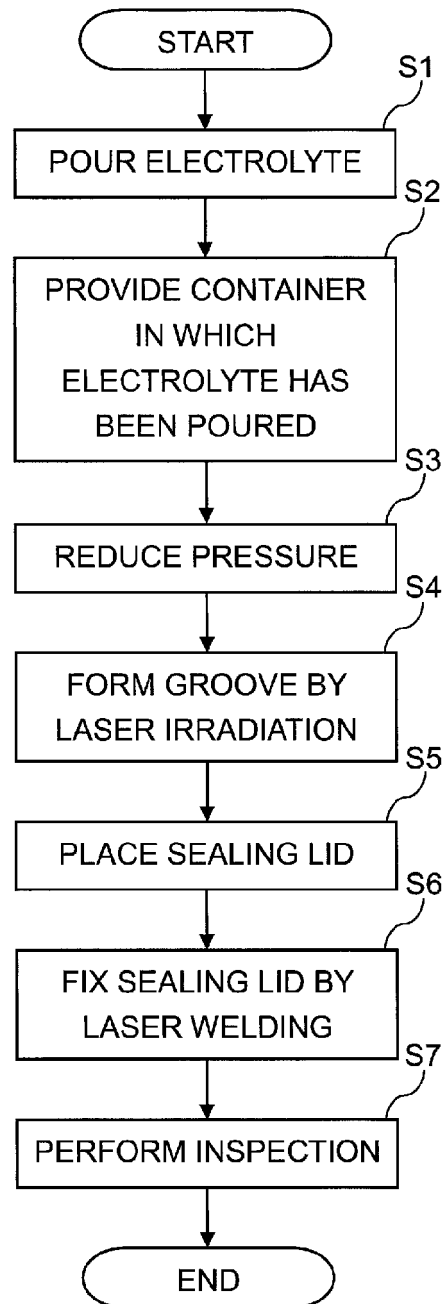 START
S1
POUR ELECTROLYTE
S2
PROVIDE CONTAINER
IN WHICH
ELECTROLYTE HAS
BEEN POURED
S3
REDUCE PRESSURE
S4
FORM GROOVE BY
LASER IRRADIATION
S5
PLACE SEALING LID
S6
FIX SEALING LID BY
LASER WELDING
S7
PERFORM INSPECTION
END